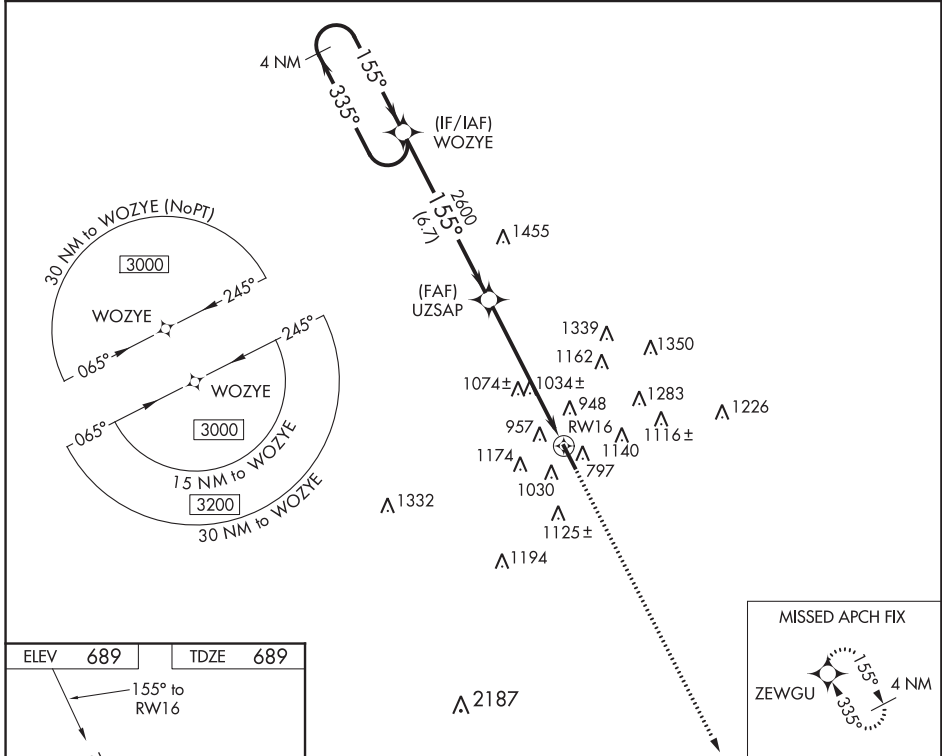 4 NM
155°
335°
(IF/IAF)
WOZYE
2600
155°
(6.7)
1455
30 NM to WOZYE (NoPT)
3000
245°
WOZYE
065°
(FAF)
UZSAP
245°
WOZYE
065°
3000
15 NM to WOZYE
3200
30 NM to WOZYE
1339
1350
1162
1074±
1034±
1283
948
1226
957
RW16
1116±
1140
1174
797
1030
1332
1125±
1194
MISSED APCH FIX
155°
4 NM
ZEWGU
335°
ELEV 689
TDZE 689
155° to
RW16
2187